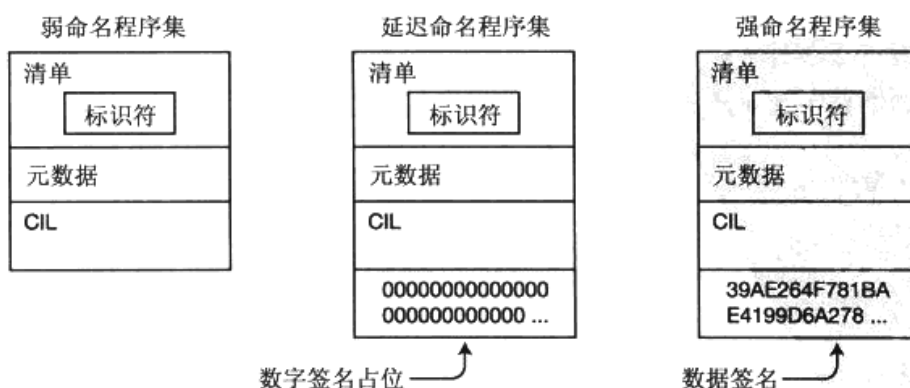 弱命名程序集
清单
标识符
元数据
CIL
延迟命名程序集
清单
标识符
元数据
CIL
00000000000000
000000000000 ...
数字签名占位
强命名程序集
清单
标识符
元数据
CIL
39AE264F781BA
E4199D6A278 ...
数据签名